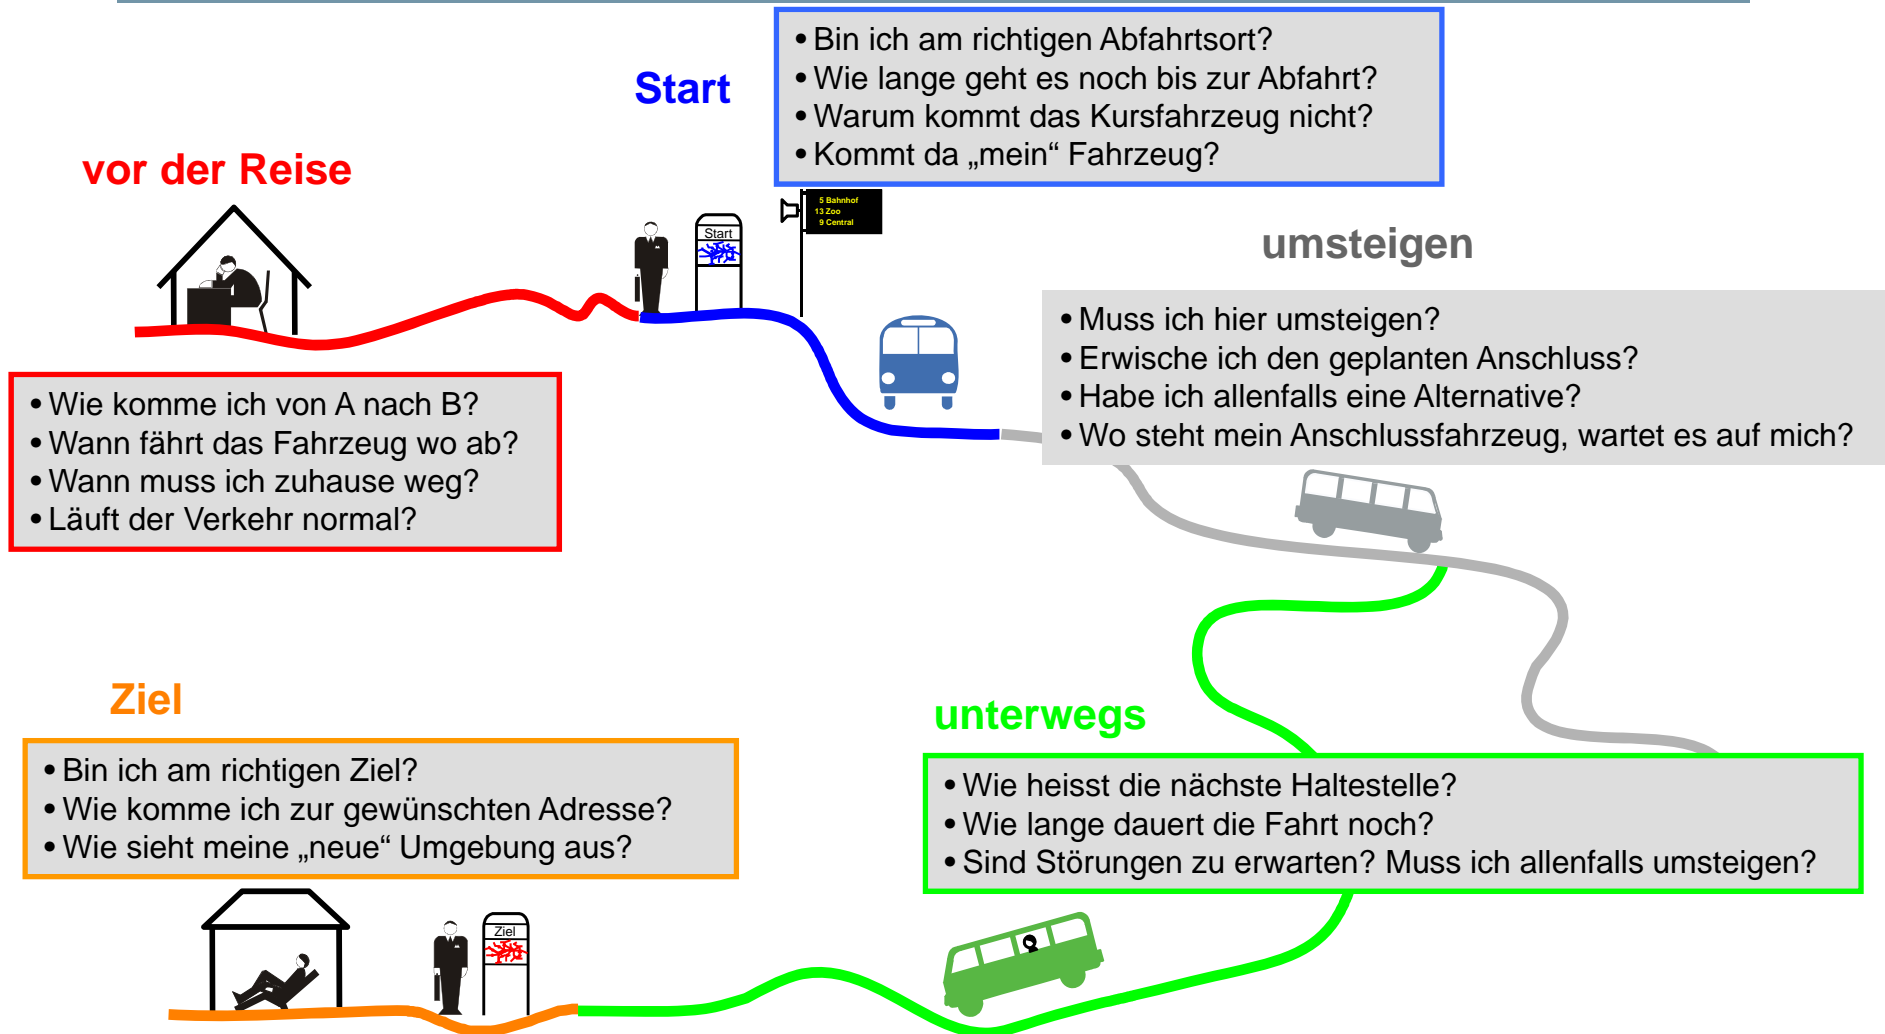 vor der Reise
• Wie komme ich von A nach B?
• Wann fährt das Fahrzeug wo ab?
• Wann muss ich zuhause weg?
• Läuft der Verkehr normal?
Start
• Bin ich am richtigen Abfahrtsort?
• Wie lange geht es noch bis zur Abfahrt?
• Warum kommt das Kursfahrzeug nicht?
• Kommt da „mein“ Fahrzeug?
Start
5 Bahnhof
13 Zoo
9 Central
umsteigen
• Muss ich hier umsteigen?
• Erwische ich den geplanten Anschluss?
• Habe ich allenfalls eine Alternative?
• Wo steht mein Anschlussfahrzeug, wartet es auf mich?
unterwegs
• Wie heisst die nächste Haltestelle?
• Wie lange dauert die Fahrt noch?
• Sind Störungen zu erwarten? Muss ich allenfalls umsteigen?
Ziel
• Bin ich am richtigen Ziel?
• Wie komme ich zur gewünschten Adresse?
• Wie sieht meine „neue“ Umgebung aus?
Ziel